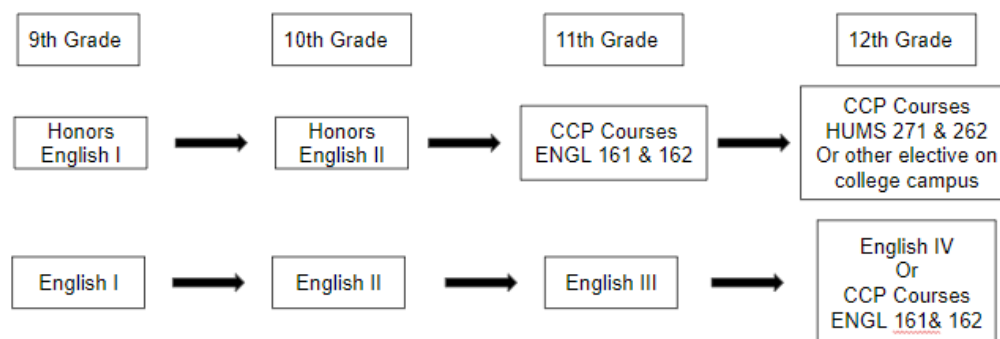 9th Grade
10th Grade
11th Grade
12th Grade
Honors
English I
Honors
English II
CCP Courses
ENGL 161 & 162
CCP Courses
HUMS 271 & 262
Or other elective on
college campus
English I
English II
English III
English IV
Or
CCP Courses
ENGL 161& 162